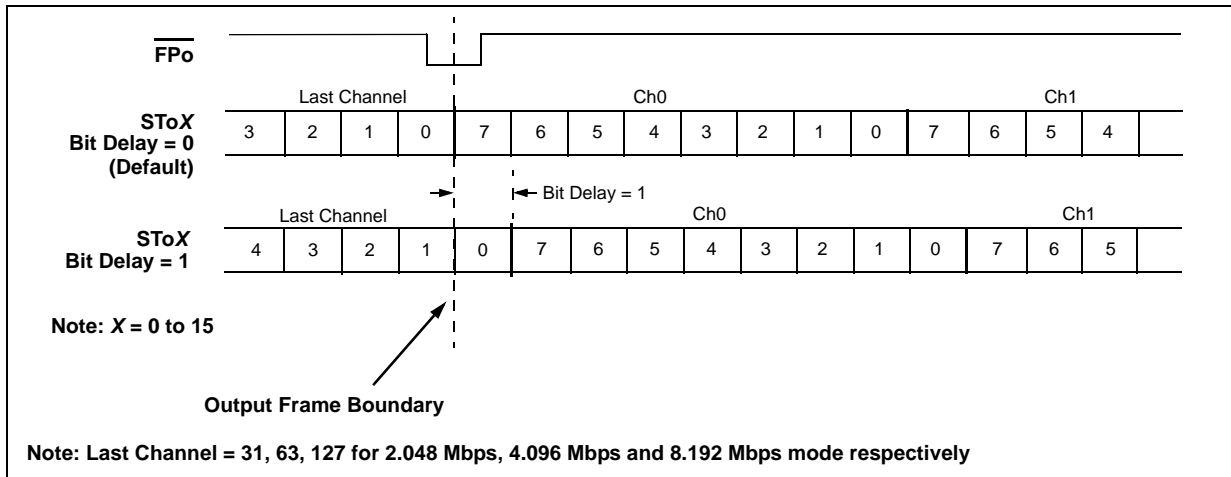 FPo
Last Channel Ch0 Ch1
SToX
Bit Delay = 0
(Default)
3 2 1 0 7 6 5 4 3 2 1 0 7 6 5 4
Bit Delay = 1
Last Channel Ch0 Ch1
SToX
Bit Delay = 1
4 3 2 1 0 7 6 5 4 3 2 1 0 7 6 5
Note: X = 0 to 15
Output Frame Boundary
Note: Last Channel = 31, 63, 127 for 2.048 Mbps, 4.096 Mbps and 8.192 Mbps mode respectively